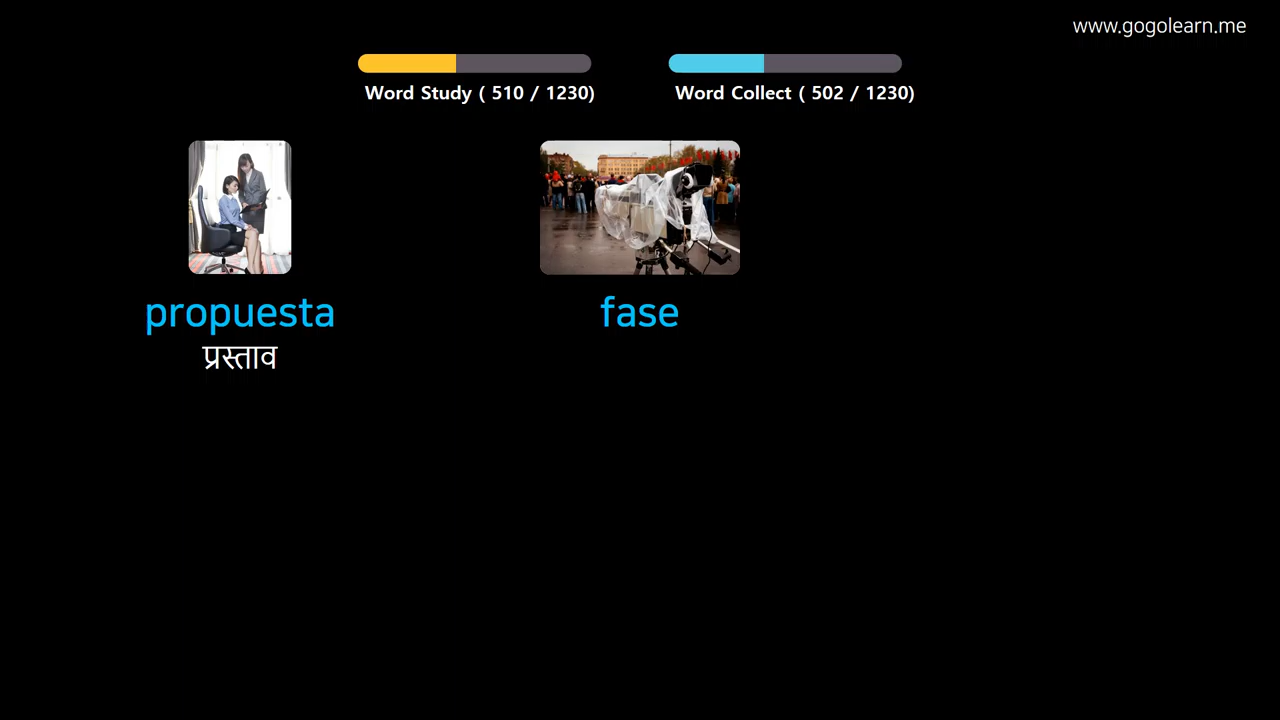 www.gogolearn.me
Word Study ( 510 / 1230)
Word Collect ( 502 / 1230)
propuesta
प्रस्ताव
fase